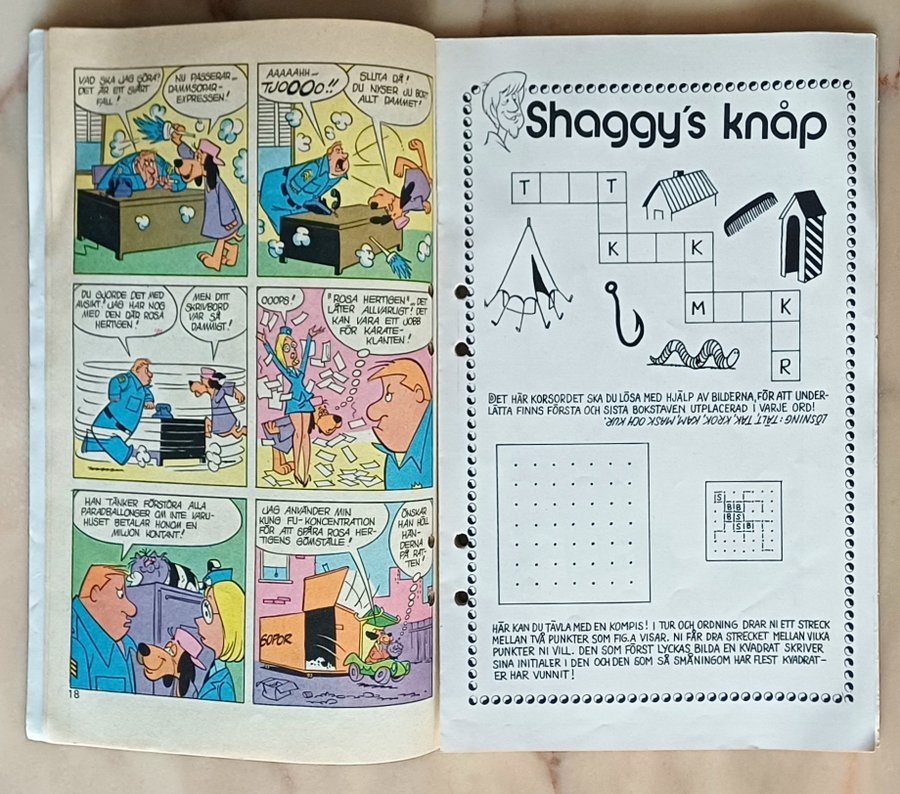 VAD SKA JAG GÖRA?
DET ÄR ETT SVÅRT
FALL!
NU PASSERAR
DAMMSOPAR-
EXPRESSEN!
AAAAAHH—
TJOOOO!!
SLUTA DÅ!
DU NYSER JU BORT
ALLT DAMMET!
DU GJORDE DET MED
AVSIKT! JAG HAR NOG
MED DEN DÄR ROSA
HERTIGEN!
MEN DITT
SKRIVBORD
VAR SÅ
DAMMIGT!
OOOPS!
"ROSA HERTIGEN"... DET
LÅTER ALLVARLIGT! DET
KAN VARA ETT JOBB
FÖR KARATE-
KLANTEN!
HAN TÄNKER FÖRSTÖRA ALLA
PARADBALLONGER OM INTE VARU-
HUSET BETALAR HONOM EN
MILJON KONTANT!
JAG ANVÄNDER MIN
KUNG FU-KONCENTRATION
FÖR ATT SPÅRA ROSA HER-
TIGENS GÖMSTÄLLE!
ÖNSKAR
HAN HÖLL
HÄN-
DERNA
PÅ RAT-
TEN!
SOPOR
18
Shaggy's knåp
T T
K K
M K
R
DET HÄR KORSORDET SKA DU LÖSA MED HJÄLP AV BILDERNA, FÖR ATT UNDER-
LÄTTA FINNS FÖRSTA OCH SISTA BOKSTAVEN UTPLACERAD I VARJE ORD!
LÖSNING: TÄLT, TAK, KROK, KAM, MASK OCH KUR.
S
B B
B S
S B
HÄR KAN DU TÄVLA MED EN KOMPIS! I TUR OCH ORDNING DRAR NI ETT STRECK
MELLAN TVÅ PUNKTER SOM FIG.A VISAR. NI FÅR DRA STRECKET MELLAN VILKA
PUNKTER NI VILL. DEN SOM FÖRST LYCKAS BILDA EN KVADRAT SKRIVER
SINA INITIALER I DEN OCH DEN SOM SÅ SMÅNINGOM HAR FLEST KVADRAT-
ER HAR VUNNIT!